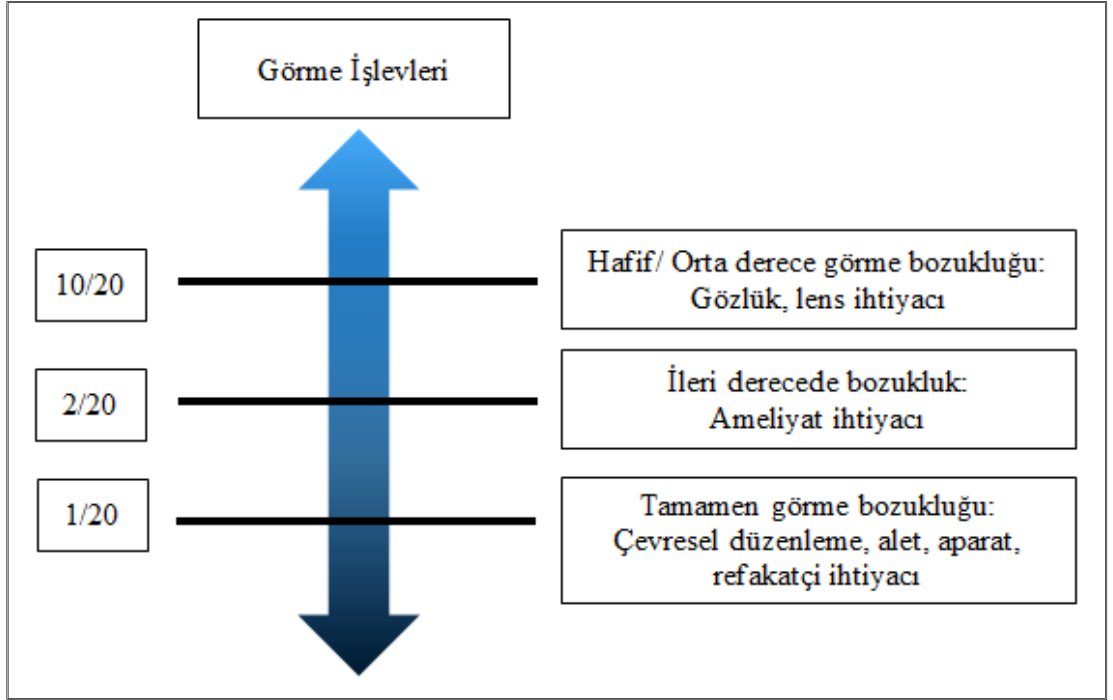 Görme İşlevleri
10/20
Hafif/ Orta derece görme bozukluğu:
Gözlük, lens ihtiyacı
2/20
İleri derecede bozukluk:
Ameliyat ihtiyacı
1/20
Tamamen görme bozukluğu:
Çevresel düzenleme, alet, aparat,
refakatçi ihtiyacı